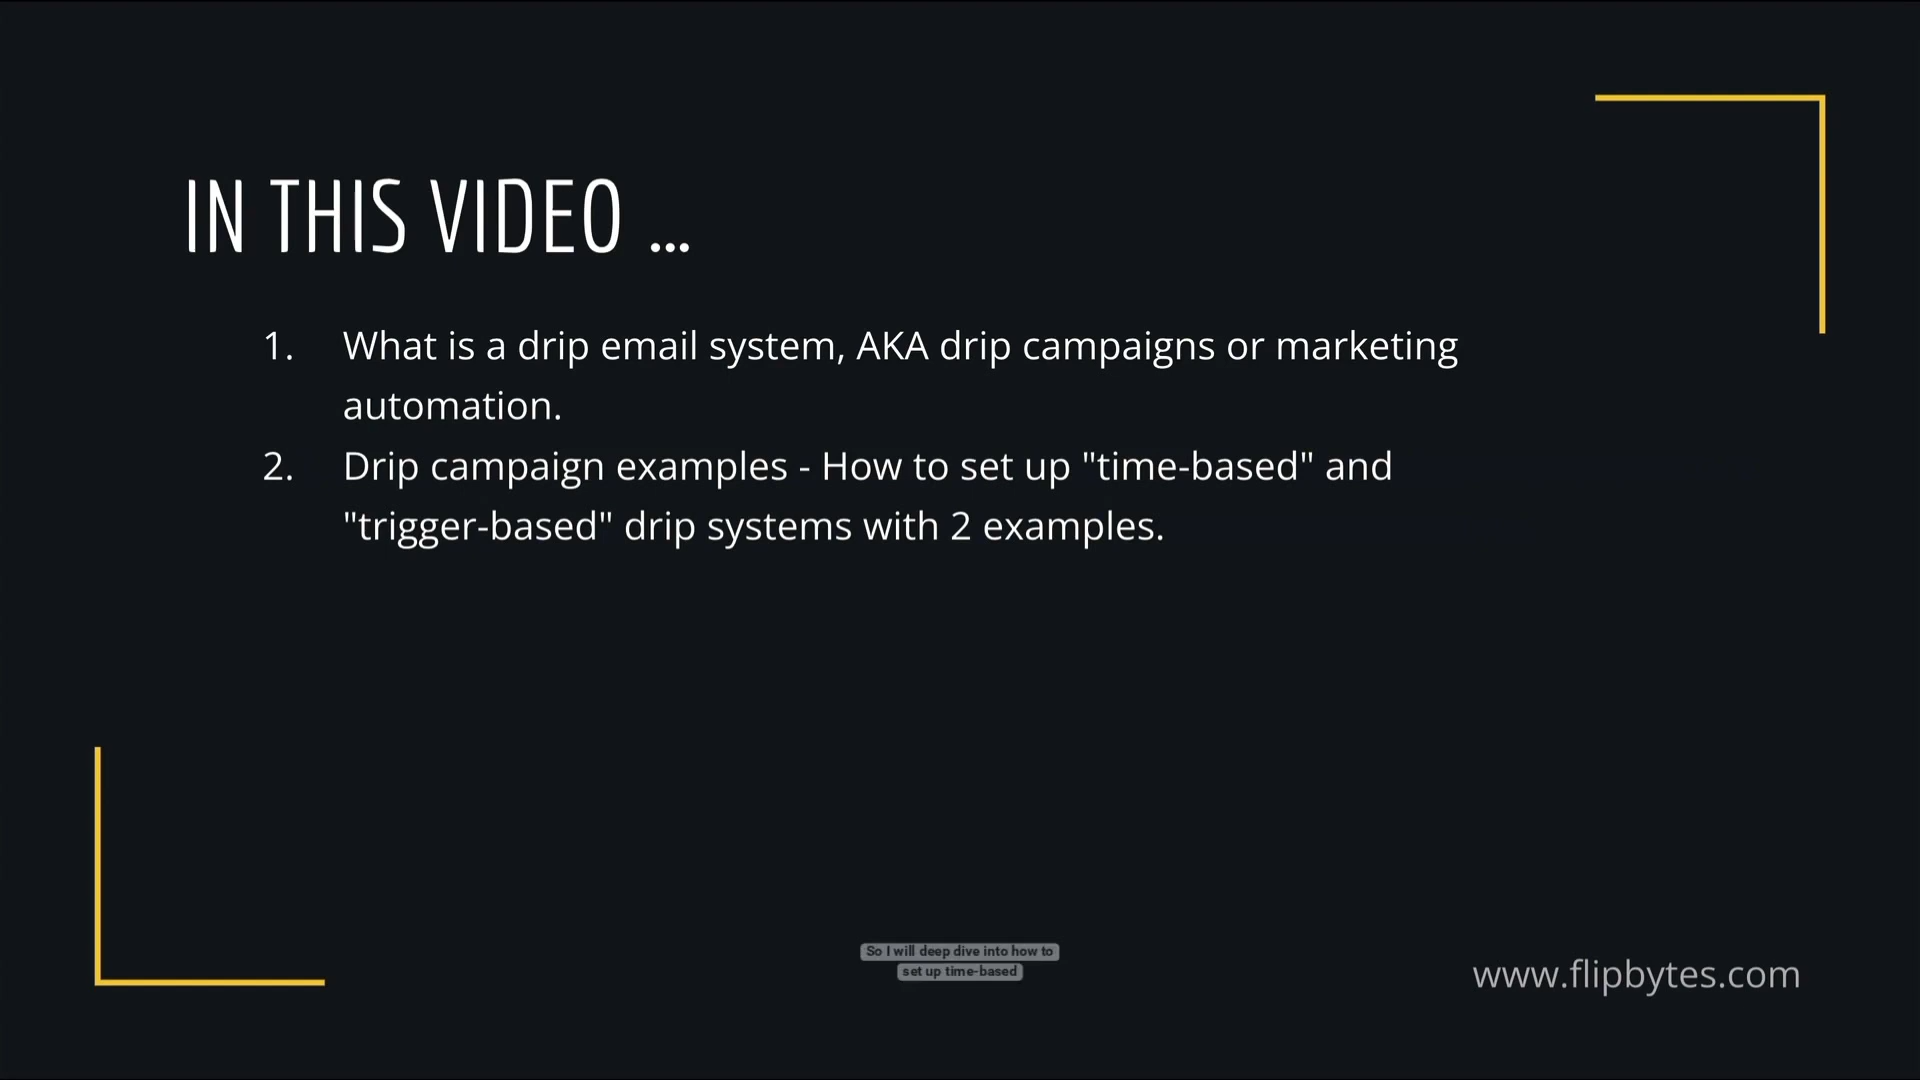 IN THIS VIDEO ...
1. What is a drip email system, AKA drip campaigns or marketing
automation.
2. Drip campaign examples - How to set up "time-based" and
"trigger-based" drip systems with 2 examples.
So I will deep dive into how to
set up time-based
www.flipbytes.com